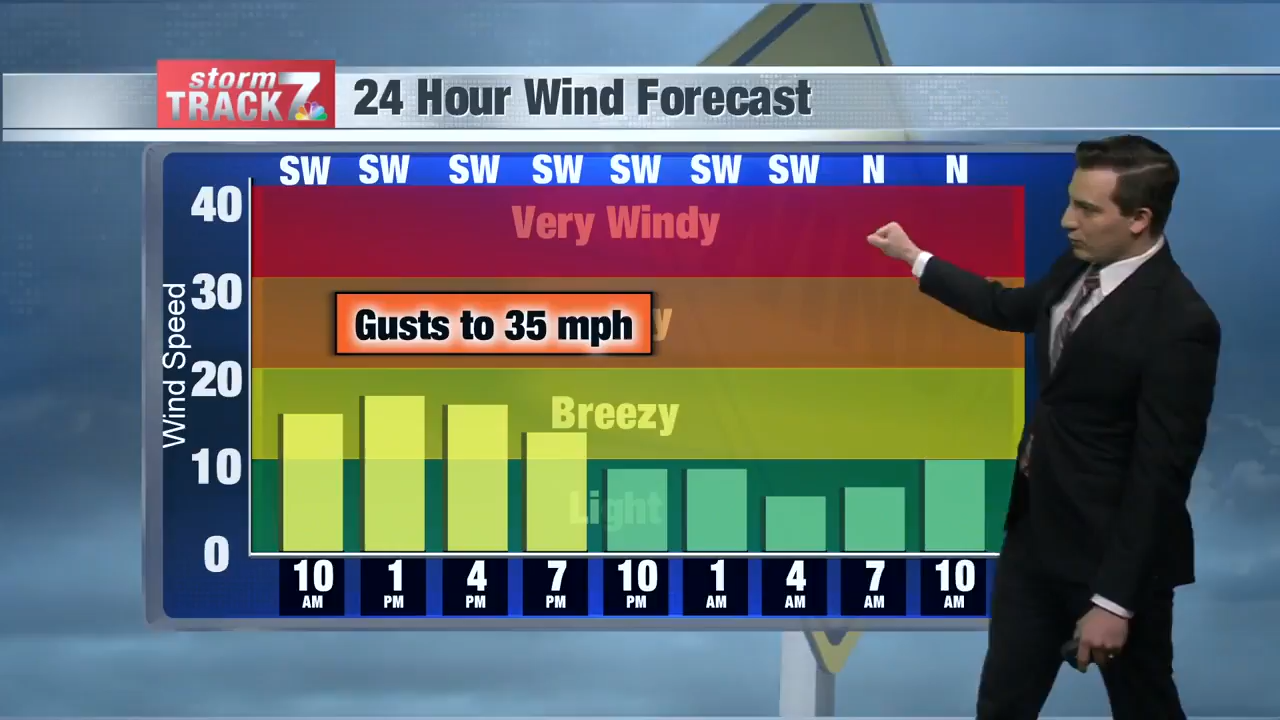 storm
TRACK 7
24 Hour Wind Forecast
SW SW SW SW SW SW SW N N
40
30
20
10
0
Wind Speed
Very Windy
Gusts to 35 mph
y
Breezy
Light
10 1 4 7 10 1 4 7 10
AM PM PM PM PM AM AM AM AM